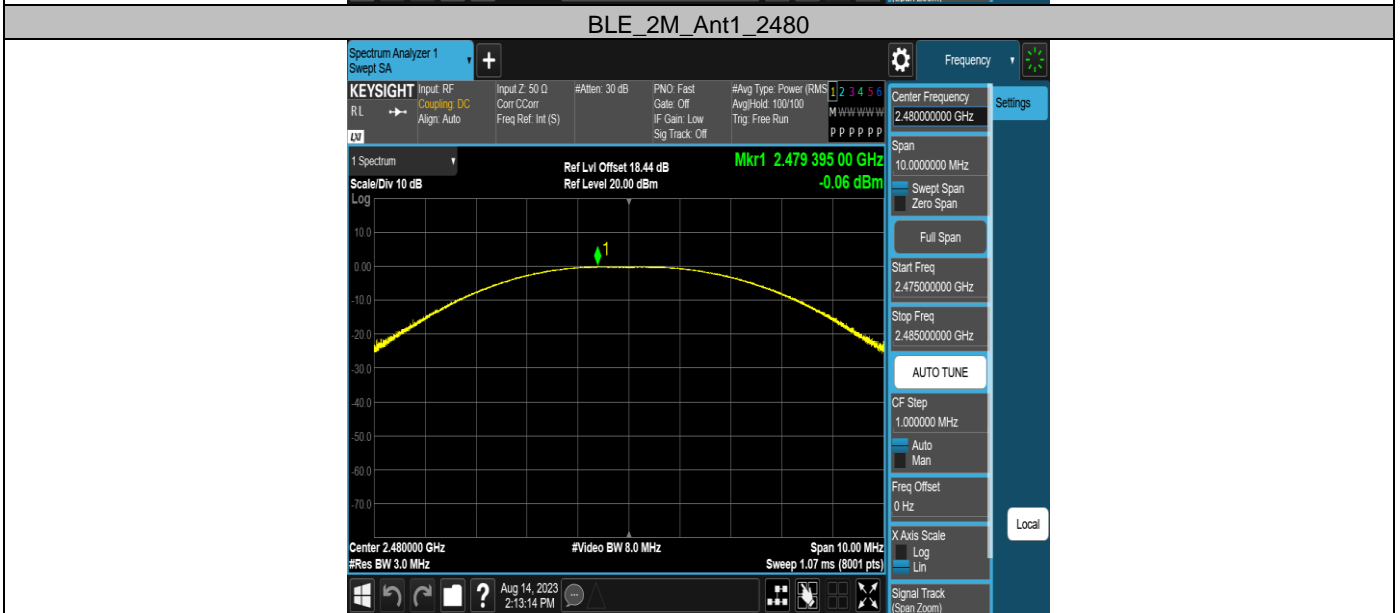 (Span Zoom)
BLE_2M_Ant1_2480
Spectrum Analyzer 1
Swept SA
+
Frequency
KEYSIGHT
RL
LXI
Input: RF
Coupling: DC
Align: Auto
Input Z: 50 Ω
Corr CCorr
Freq Ref: Int (S)
#Atten: 30 dB
PNO: Fast
Gate: Off
IF Gain: Low
Sig Track: Off
#Avg Type: Power (RMS
Avg|Hold: 100/100
Trig: Free Run
1 2 3 4 5 6
M W W W W W
P P P P P P
1 Spectrum
Scale/Div 10 dB
Log
Ref Lvl Offset 18.44 dB
Ref Level 20.00 dBm
Mkr1 2.479 395 00 GHz
-0.06 dBm
1
10.0
0.00
-10.0
-20.0
-30.0
-40.0
-50.0
-60.0
-70.0
Center 2.480000 GHz
#Res BW 3.0 MHz
#Video BW 8.0 MHz
Span 10.00 MHz
Sweep 1.07 ms (8001 pts)
?
Aug 14, 2023
2:13:14 PM
Center Frequency
2.480000000 GHz
Span
10.0000000 MHz
Swept Span
Zero Span
Full Span
Start Freq
2.475000000 GHz
Stop Freq
2.485000000 GHz
AUTO TUNE
CF Step
1.000000 MHz
Auto
Man
Freq Offset
0 Hz
X Axis Scale
Log
Lin
Signal Track
(Span Zoom)
Settings
Local